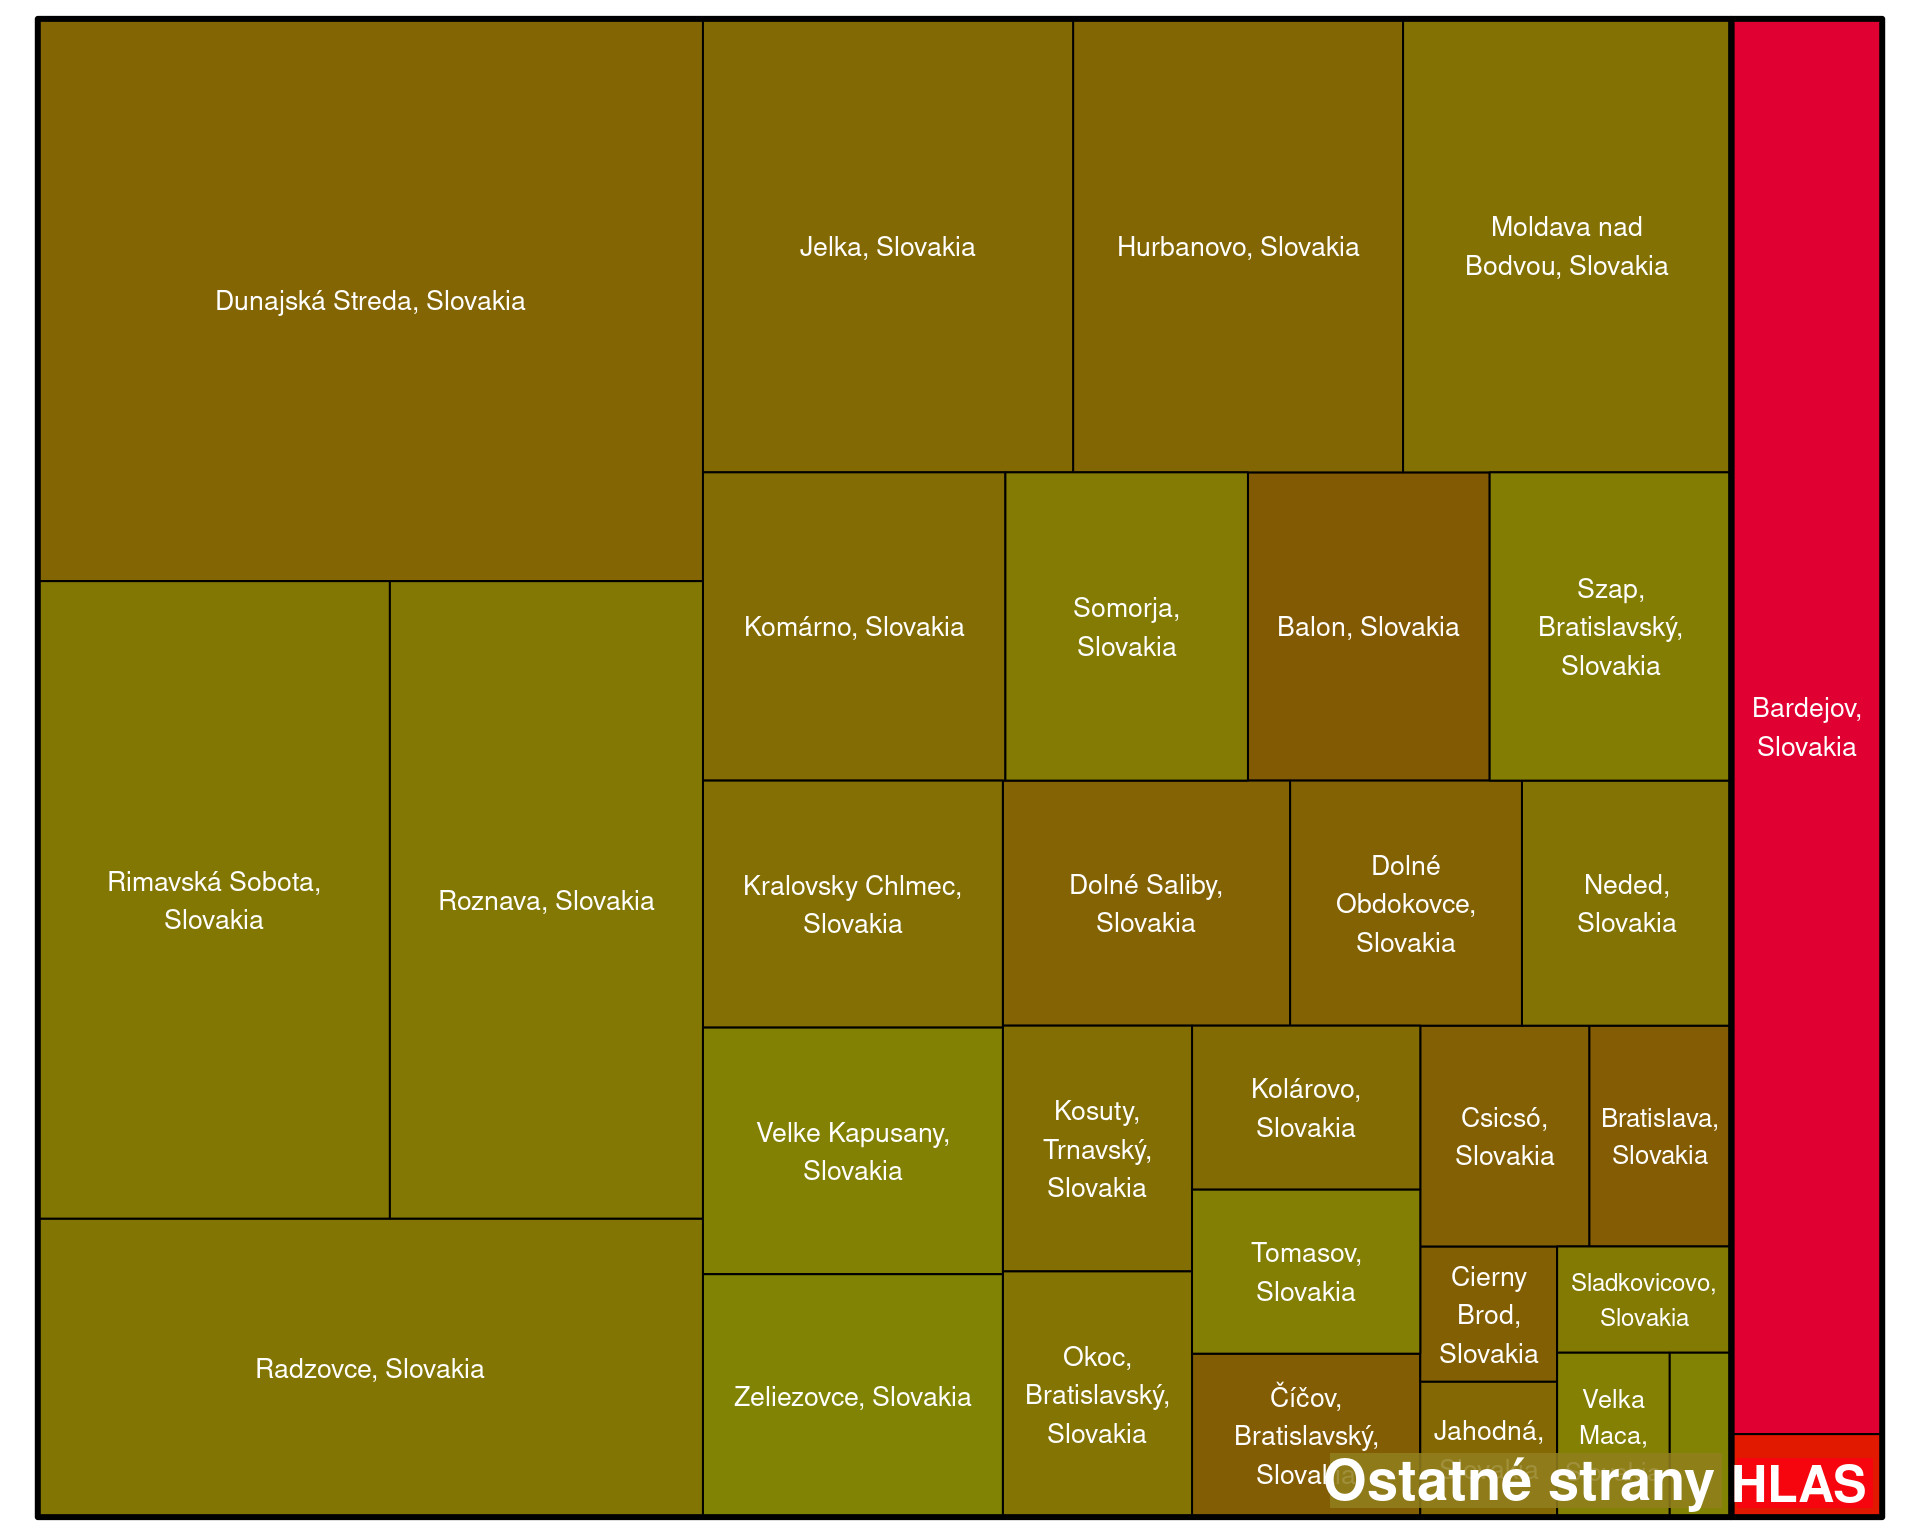 Dunajská Streda, Slovakia
Jelka, Slovakia
Hurbanovo, Slovakia
Moldava nad
Bodvou, Slovakia
Komárno, Slovakia
Somorja,
Slovakia
Balon, Slovakia
Szap,
Bratislavský,
Slovakia
Bardejov,
Slovakia
Rimavská Sobota,
Slovakia
Roznava, Slovakia
Kralovsky Chlmec,
Slovakia
Dolné Saliby,
Slovakia
Dolné
Obdokovce,
Slovakia
Neded,
Slovakia
Velke Kapusany,
Slovakia
Kosuty,
Trnavský,
Slovakia
Kolárovo,
Slovakia
Csicsó,
Slovakia
Bratislava,
Slovakia
Tomasov,
Slovakia
Cierny
Brod,
Slovakia
Sladkovicovo,
Slovakia
Radzovce, Slovakia
Zeliezovce, Slovakia
Okoc,
Bratislavský,
Slovakia
Číčov,
Bratislavský,
Slovakia
Jahodná,
Slovakia
Velka
Maca,
Slovakia
Ostatné strany
HLAS